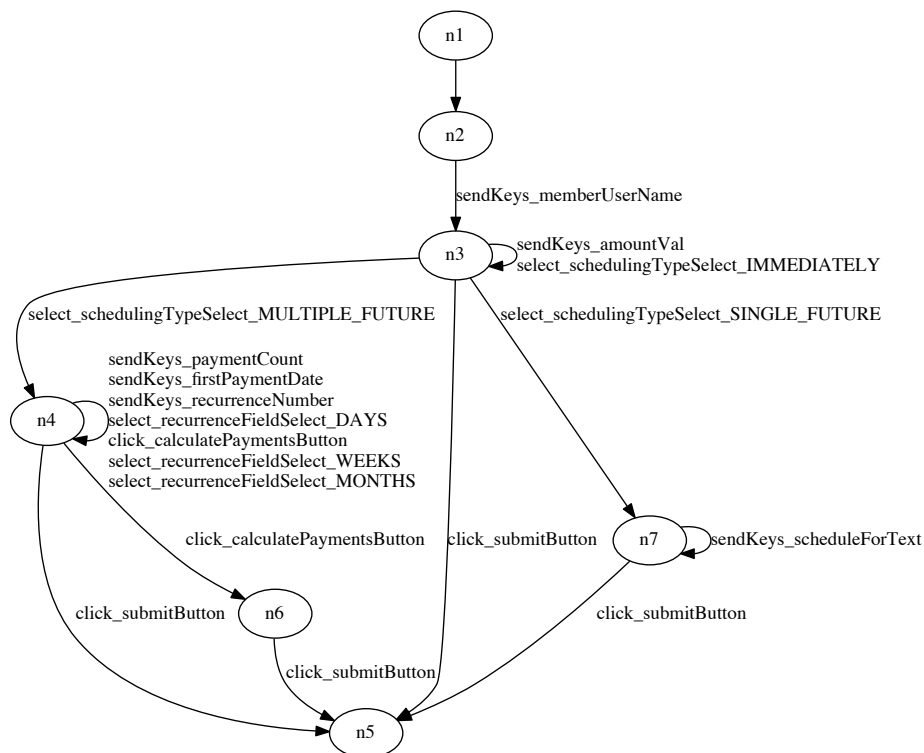 n1
n2
sendKeys_memberUserName
n3
sendKeys_amountVal
select_schedulingTypeSelect_IMMEDIATELY
select_schedulingTypeSelect_MULTIPLE_FUTURE
select_schedulingTypeSelect_SINGLE_FUTURE
n4
sendKeys_paymentCount
sendKeys_firstPaymentDate
sendKeys_recurrenceNumber
select_recurrenceFieldSelect_DAYS
click_calculatePaymentsButton
select_recurrenceFieldSelect_WEEKS
select_recurrenceFieldSelect_MONTHS
click_calculatePaymentsButton
click_submitButton
n7
sendKeys_scheduleForText
click_submitButton
n6
click_submitButton
click_submitButton
n5